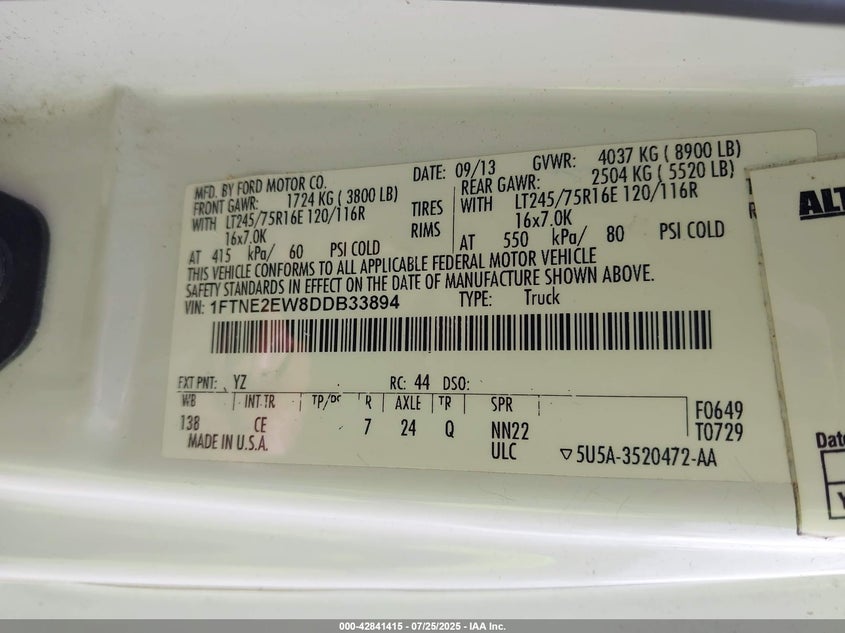 MFD. BY FORD MOTOR CO. DATE: 09/13 GVWR: 4037 KG ( 8900 LB)
FRONT GAWR: 1724 KG ( 3800 LB) REAR GAWR: 2504 KG ( 5520 LB)
WITH LT245/75R16E 120/116R TIRES WITH LT245/75R16E 120/116R
16x7.0K RIMS 16x7.0K
AT 415 kPa/ 60 PSI COLD AT 550 kPa/ 80 PSI COLD
THIS VEHICLE CONFORMS TO ALL APPLICABLE FEDERAL MOTOR VEHICLE
SAFETY STANDARDS IN EFFECT ON THE DATE OF MANUFACTURE SHOWN ABOVE.
VIN: 1FTNE2EW8DDB33894 TYPE: Truck
EXT PNT: YZ RC: 44 DSO:
WB INT TR TP/PS R AXLE TR SPR F0649
138 CE 7 24 Q NN22 T0729
MADE IN U.S.A. ULC ▽5U5A-3520472-AA
Date
000-42841415 - 07/25/2025 - IAA Inc.